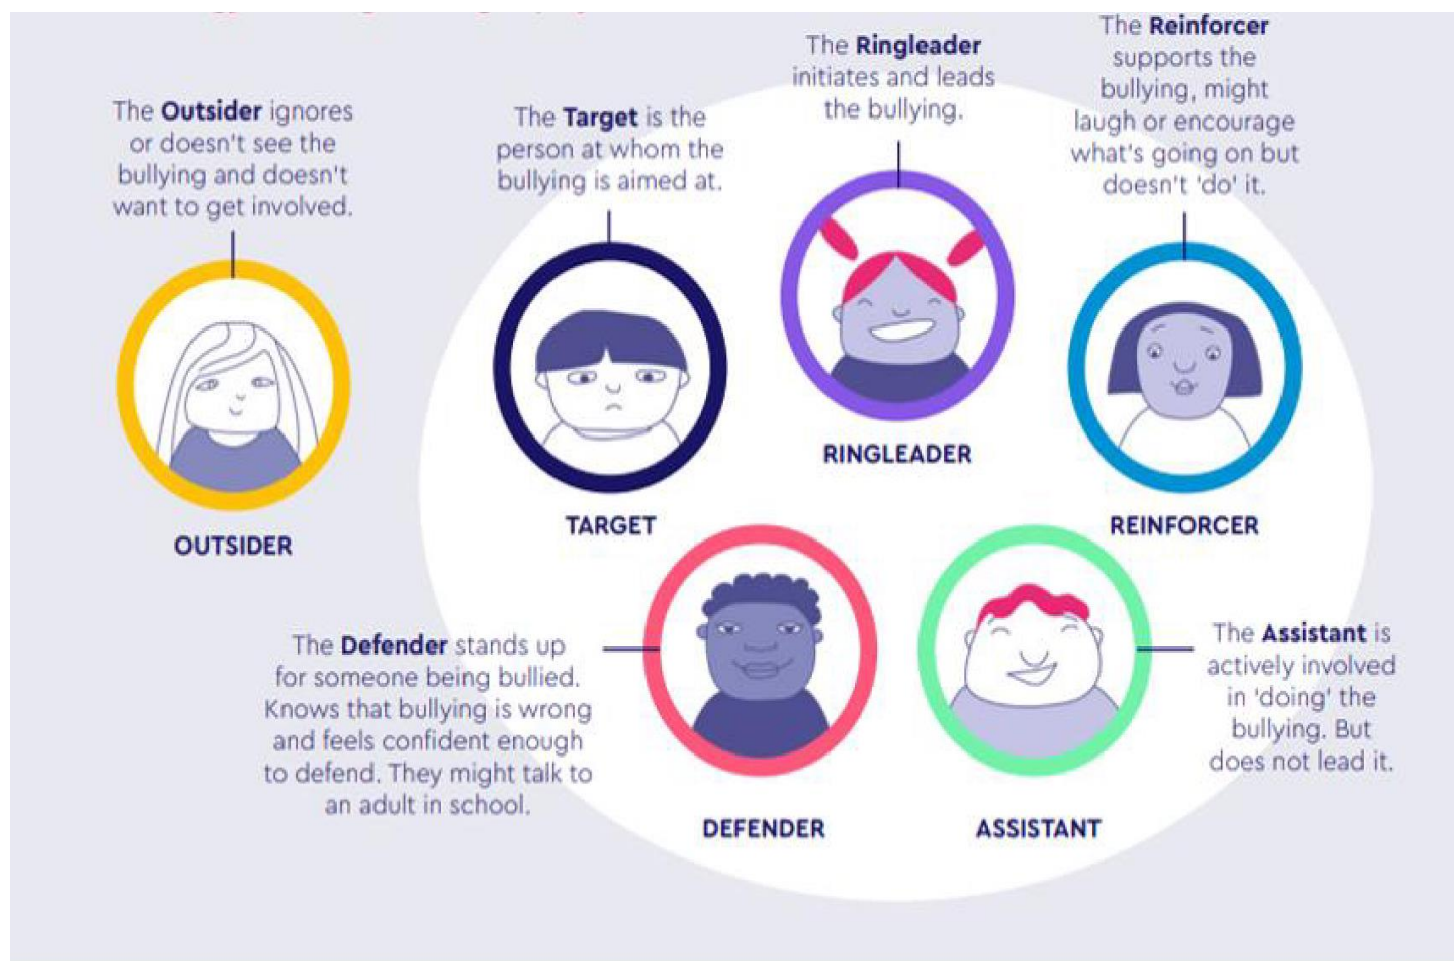 The Outsider ignores
or doesn't see the
bullying and doesn't
want to get involved.
OUTSIDER
The Target is the
person at whom the
bullying is aimed at.
TARGET
The Ringleader
initiates and leads
the bullying.
RINGLEADER
The Reinforcer
supports the
bullying, might
laugh or encourage
what's going on but
doesn't 'do' it.
REINFORCER
The Defender stands up
for someone being bullied.
Knows that bullying is wrong
and feels confident enough
to defend. They might talk to
an adult in school.
DEFENDER
The Assistant is
actively involved
in 'doing' the
bullying. But
does not lead it.
ASSISTANT